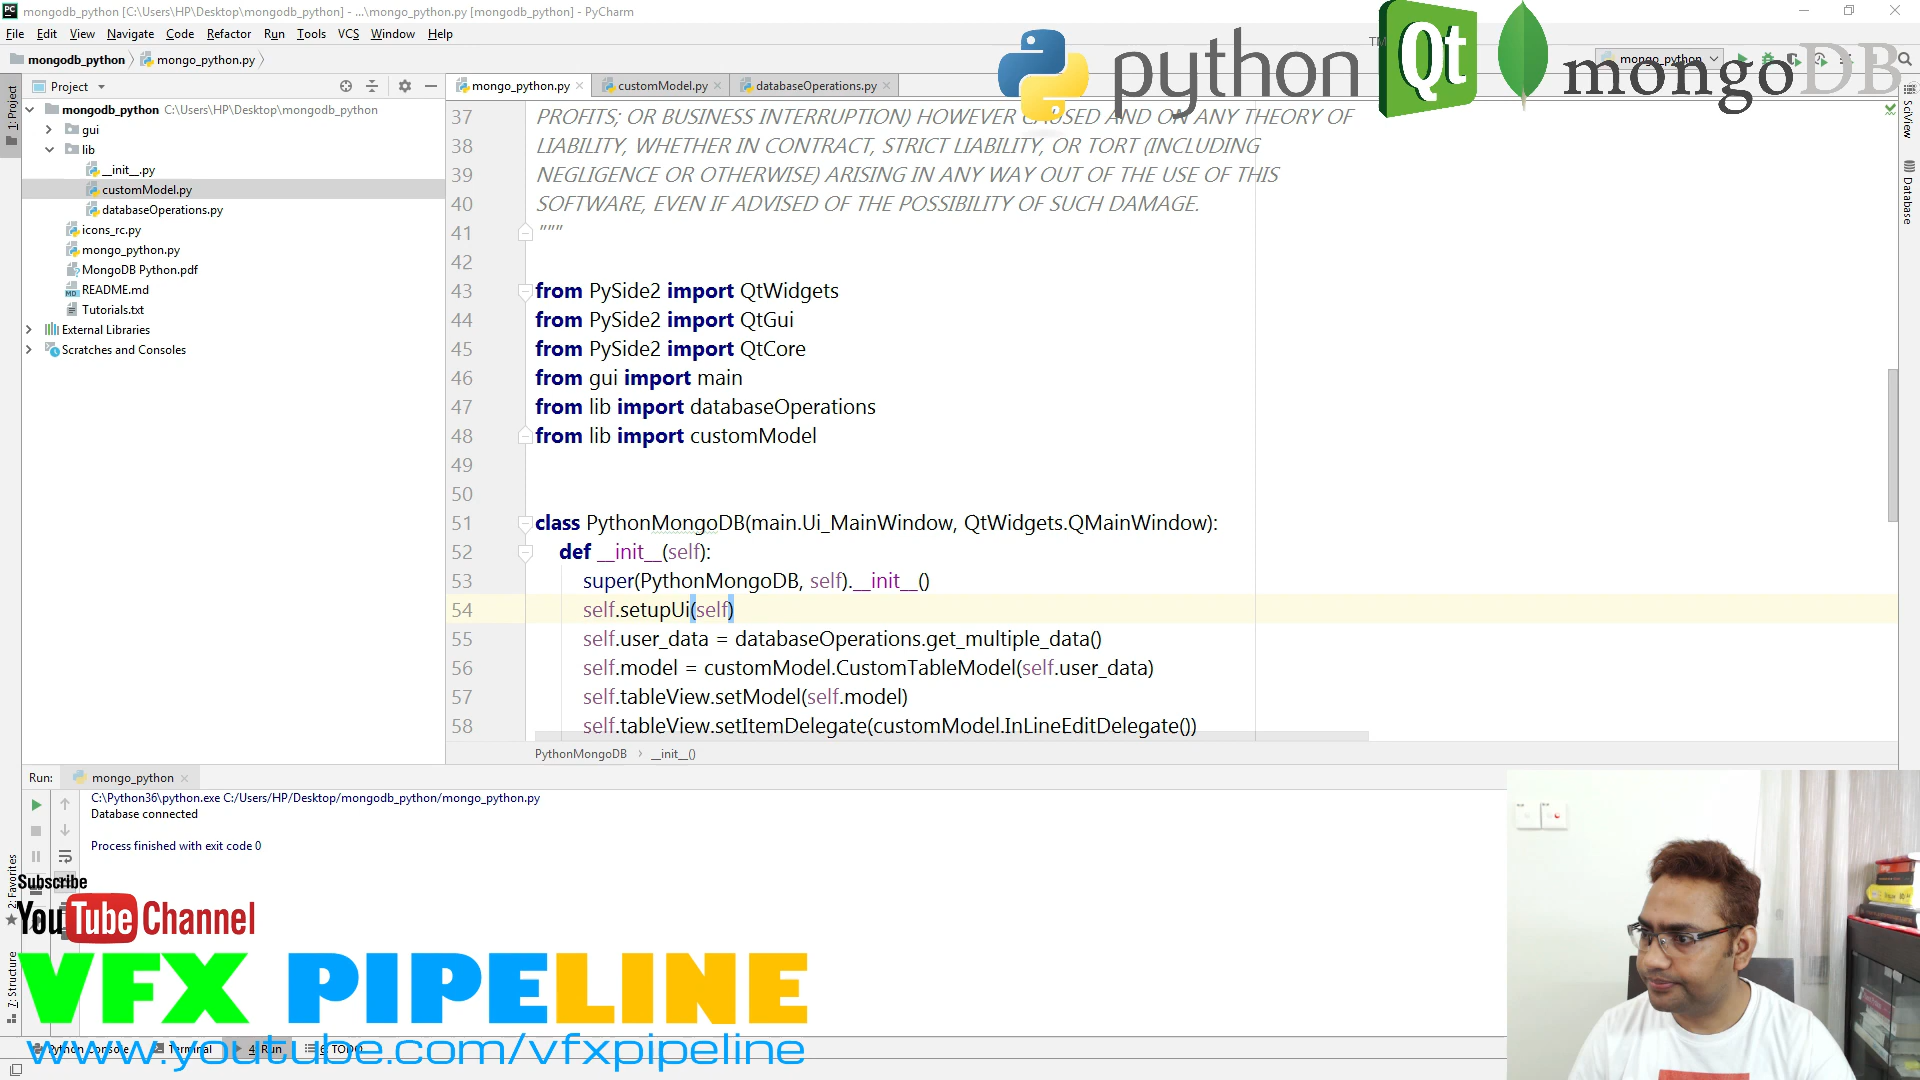 mongodb_python [C:\Users\HP\Desktop\mongodb_python] - ...\mongo_python.py [mongodb_python] - PyCharm
File Edit View Navigate Code Refactor Run Tools VCS Window Help
mongodb_python mongo_python.py
mongo_python
python
TM
Qt
mongoDB
Project
mongo_python.py customModel.py databaseOperations.py
1: Project
mongodb_python C:\Users\HP\Desktop\mongodb_python
gui
lib
__init__.py
customModel.py
databaseOperations.py
icons_rc.py
mongo_python.py
MongoDB Python.pdf
README.md
Tutorials.txt
External Libraries
Scratches and Consoles
37 PROFITS; OR BUSINESS INTERRUPTION) HOWEVER CAUSED AND ON ANY THEORY OF
38 LIABILITY, WHETHER IN CONTRACT, STRICT LIABILITY, OR TORT (INCLUDING
39 NEGLIGENCE OR OTHERWISE) ARISING IN ANY WAY OUT OF THE USE OF THIS
40 SOFTWARE, EVEN IF ADVISED OF THE POSSIBILITY OF SUCH DAMAGE.
41 """
42
43 from PySide2 import QtWidgets
44 from PySide2 import QtGui
45 from PySide2 import QtCore
46 from gui import main
47 from lib import databaseOperations
48 from lib import customModel
49
50
51 class PythonMongoDB(main.Ui_MainWindow, QtWidgets.QMainWindow):
52 def __init__(self):
53 super(PythonMongoDB, self).__init__()
54 self.setupUi(self)
55 self.user_data = databaseOperations.get_multiple_data()
56 self.model = customModel.CustomTableModel(self.user_data)
57 self.tableView.setModel(self.model)
58 self.tableView.setItemDelegate(customModel.InLineEditDelegate())
PythonMongoDB __init__()
SciView
Database
Run: mongo_python
C:\Python36\python.exe C:/Users/HP/Desktop/mongodb_python/mongo_python.py
Database connected
Process finished with exit code 0
2: Favorites
7: Structure
Subscribe
YouTube Channel
VFX PIPELINE
www.youtube.com/vfxpipeline
Python Console Terminal 4: Run 6: TODO